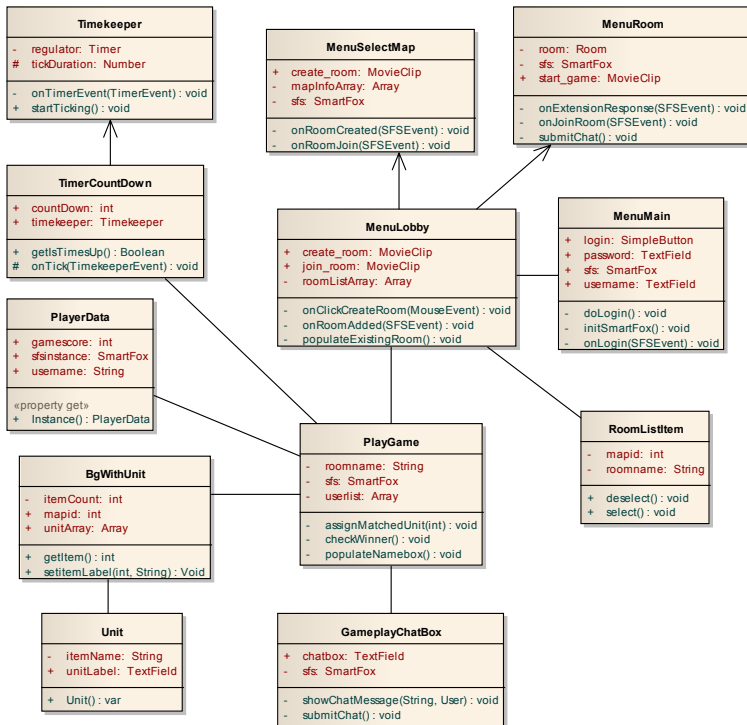 Timekeeper
- regulator: Timer
# tickDuration: Number
- onTimerEvent(TimerEvent) : void
+ startTicking() : void
MenuSelectMap
+ create_room: MovieClip
- mapInfoArray: Array
- sfs: SmartFox
- onRoomCreated(SFSEvent) : void
- onRoomJoin(SFSEvent) : void
MenuRoom
- room: Room
- sfs: SmartFox
+ start_game: MovieClip
- onExtensionResponse(SFSEvent) : void
- onJoinRoom(SFSEvent) : void
- submitChat() : void
TimerCountDown
+ countDown: int
+ timekeeper: Timekeeper
+ getIsTimesUp() : Boolean
# onTick(TimekeeperEvent) : void
MenuLobby
+ create_room: MovieClip
+ join_room: MovieClip
- roomListArray: Array
- onClickCreateRoom(MouseEvent) : void
- onRoomAdded(SFSEvent) : void
- populateExistingRoom() : void
MenuMain
+ login: SimpleButton
+ password: TextField
+ sfs: SmartFox
+ username: TextField
- doLogin() : void
- initSmartFox() : void
- onLogin(SFSEvent) : void
PlayerData
+ gamescore: int
+ sfsinstance: SmartFox
+ username: String
«property get»
+ Instance() : PlayerData
PlayGame
- roomname: String
- sfs: SmartFox
- userlist: Array
- assignMatchedUnit(int) : void
- checkWinner() : void
- populateNamebox() : void
RoomListItem
- mapid: int
- roomname: String
+ deselect() : void
+ select() : void
BgWithUnit
- itemCount: int
+ mapid: int
+ unitArray: Array
+ getItem() : int
+ setitemLabel(int, String) : Void
Unit
- itemName: String
+ unitLabel: TextField
+ Unit() : var
GameplayChatBox
+ chatbox: TextField
- sfs: SmartFox
- showChatMessage(String, User) : void
- submitChat() : void